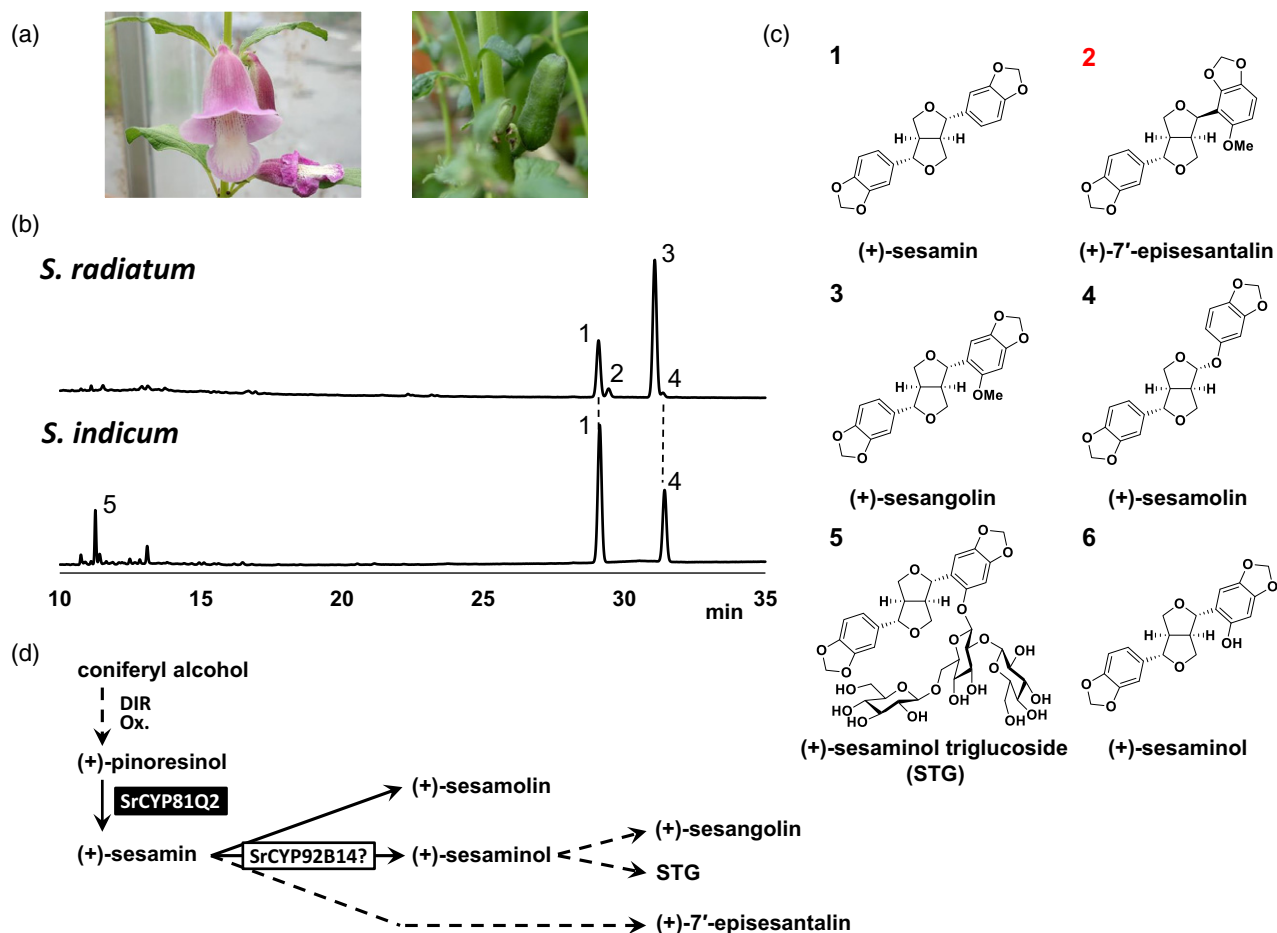 (a)
(b)
S. radiatum
1
2
3
4
S. indicum
5
1
4
10 15 20 25 30 35
min
(c)
1
O
O
H
H
O
O
O
O
(+)-sesamin
2
O
O
O
H
H
OMe
O
O
O
(+)-7′-episesantalin
3
O
O
O
H
H
OMe
O
O
O
(+)-sesangolin
4
O
O
O
O
H
H
O
O
O
(+)-sesamolin
5
O
O
O
H
H
O
O
O
O
O
O
OH
HO
O
HO
HO
OH
O
O
HO
OH
O
OH
OH
OH
(+)-sesaminol triglucoside
(STG)
6
O
O
O
H
H
OH
O
O
O
(+)-sesaminol
(d)
coniferyl alcohol
DIR
Ox.
(+)-pinoresinol
SrCYP81Q2
(+)-sesamin
SrCYP92B14?
(+)-sesamolin
(+)-sesaminol
(+)-sesangolin
STG
(+)-7′-episesantalin